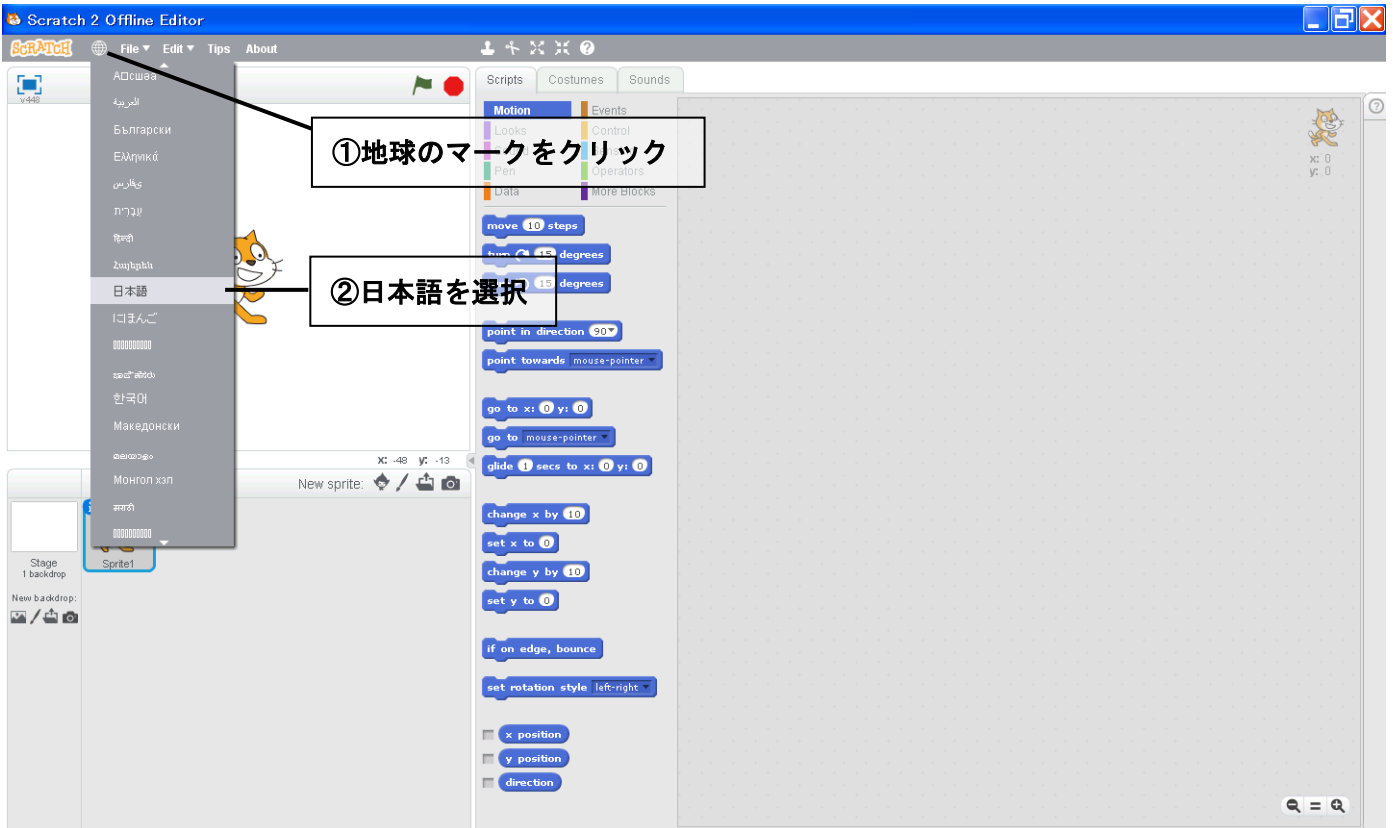 Scratch 2 Offline Editor
SCRATCH File Edit Tips About
v448
العربية
Български
Ελληνικά
עִבְרִית
हिन्दी
Հայերեն
日本語
にほんご
한국어
Македонски
മലയാളം
Монгол хэл
मराठी
①地球のマークをクリック
②日本語を選択
X: -48 y: -13
New sprite:
Stage
1 backdrop
Sprite1
New backdrop:
Scripts Costumes Sounds
Motion Events
Looks Control
Pen Operators
Data More Blocks
move 10 steps
turn 15 degrees
15 degrees
point in direction 90
point towards mouse-pointer
go to x: 0 y: 0
go to mouse-pointer
glide 1 secs to x: 0 y: 0
change x by 10
set x to 0
change y by 10
set y to 0
if on edge, bounce
set rotation style left-right
x position
y position
direction
x: 0
y: 0